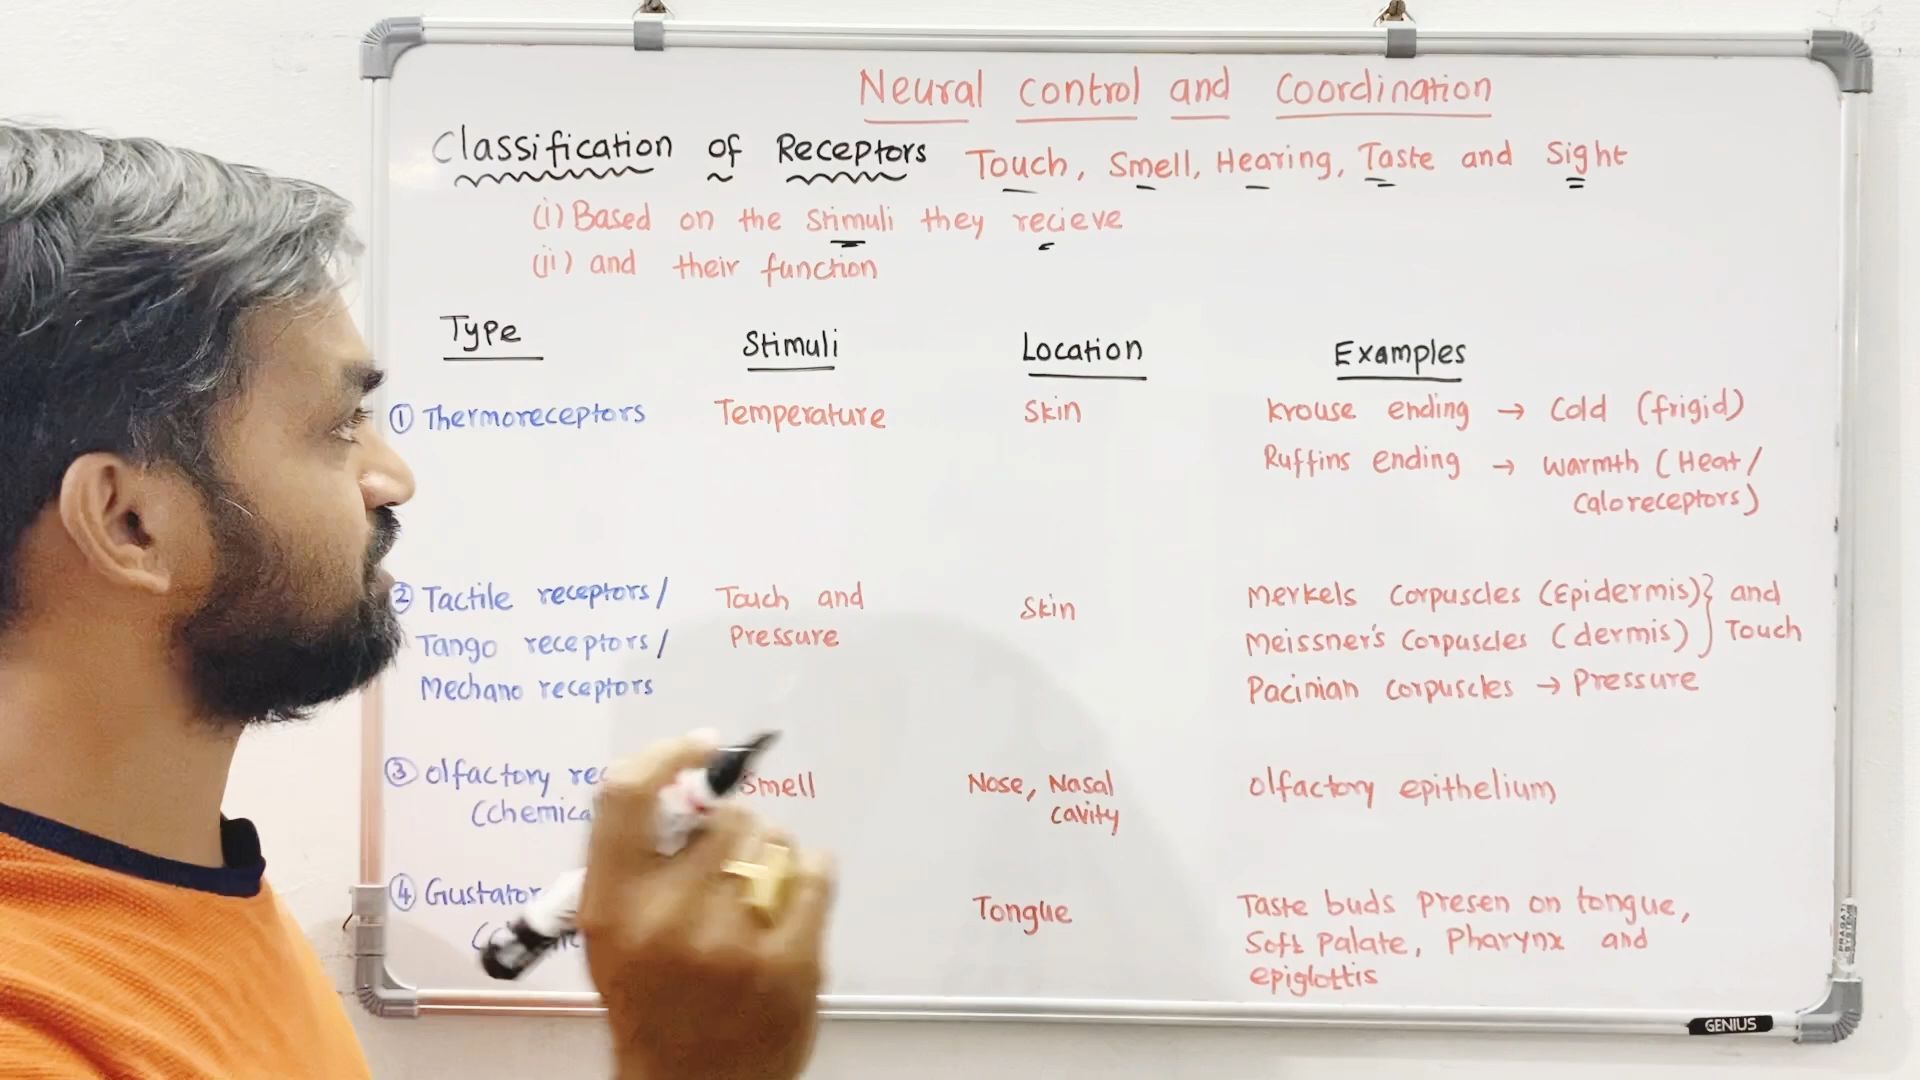 Neural control and Coordination
Classification of Receptors Touch, Smell, Hearing, Taste and Sight
(i) Based on the Stimuli they recieve
(ii) and their function
Type Stimuli Location Examples
① Thermoreceptors Temperature Skin Krouse ending → Cold (frigid)
Ruffins ending → Warmth (Heat/
Caloreceptors)
② Tactile receptors/ Touch and Skin Merkels Corpuscles (Epidermis) } and
Tango receptors/ Pressure Meissner's Corpuscles (dermis) Touch
Mechano receptors Pacinian corpuscles → Pressure
③ olfactory Smell Nose, Nasal olfactory epithelium
cavity
④ Tongue Taste buds presen on tongue,
Soft palate, Pharynx and
epiglottis
GENIUS
PRAGATI SYSTEMS